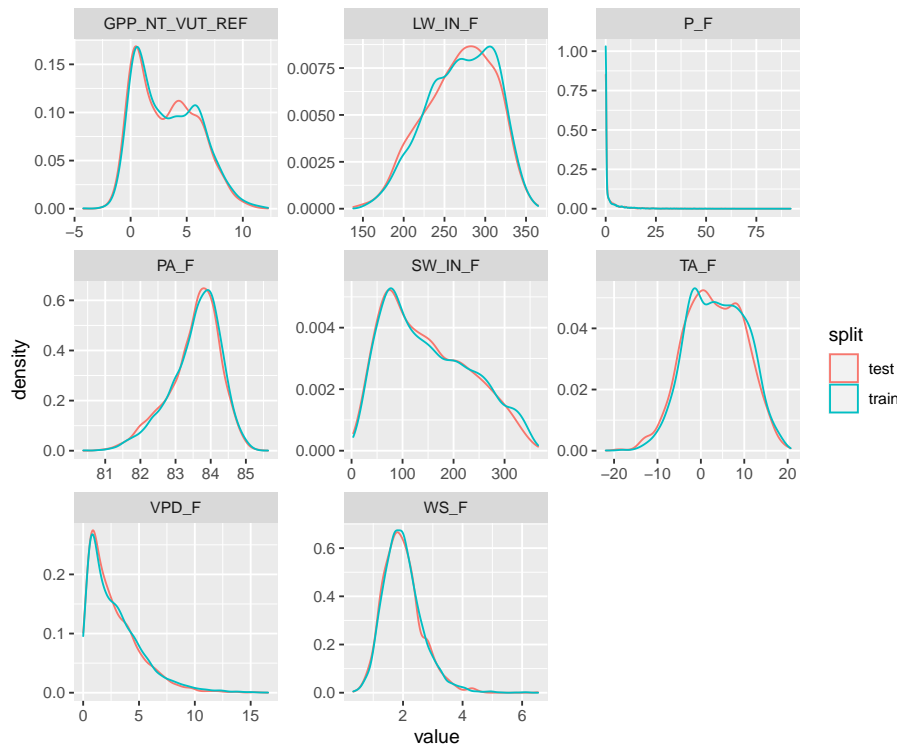 GPP_NT_VUT_REF LW_IN_F P_F
0.15
0.10
0.05
0.00
−5 0 5 10
0.0075
0.0050
0.0025
0.0000
150 200 250 300 350
1.00
0.75
0.50
0.25
0.00
0 25 50 75
PA_F SW_IN_F TA_F
0.6
0.4
0.2
0.0
81 82 83 84 85
0.004
0.002
0.000
0 100 200 300
0.04
0.02
0.00
−20 −10 0 10 20
VPD_F WS_F
0.2
0.1
0.0
0 5 10 15
0.6
0.4
0.2
0.0
2 4 6
density
value
split
test
train